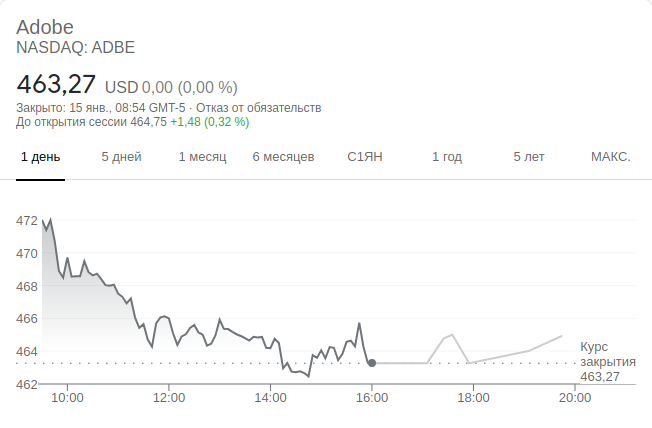 Adobe
NASDAQ: ADBE
463,27 USD 0,00 (0,00 %)
Закрыто: 15 янв., 08:54 GMT-5 · Отказ от обязательств
До открытия сессии 464,75 +1,48 (0,32 %)
1 день 5 дней 1 месяц 6 месяцев С1ЯН 1 год 5 лет МАКС.
472
470
468
466
464
462
Курс
закрытия
463,27
10:00 12:00 14:00 16:00 18:00 20:00